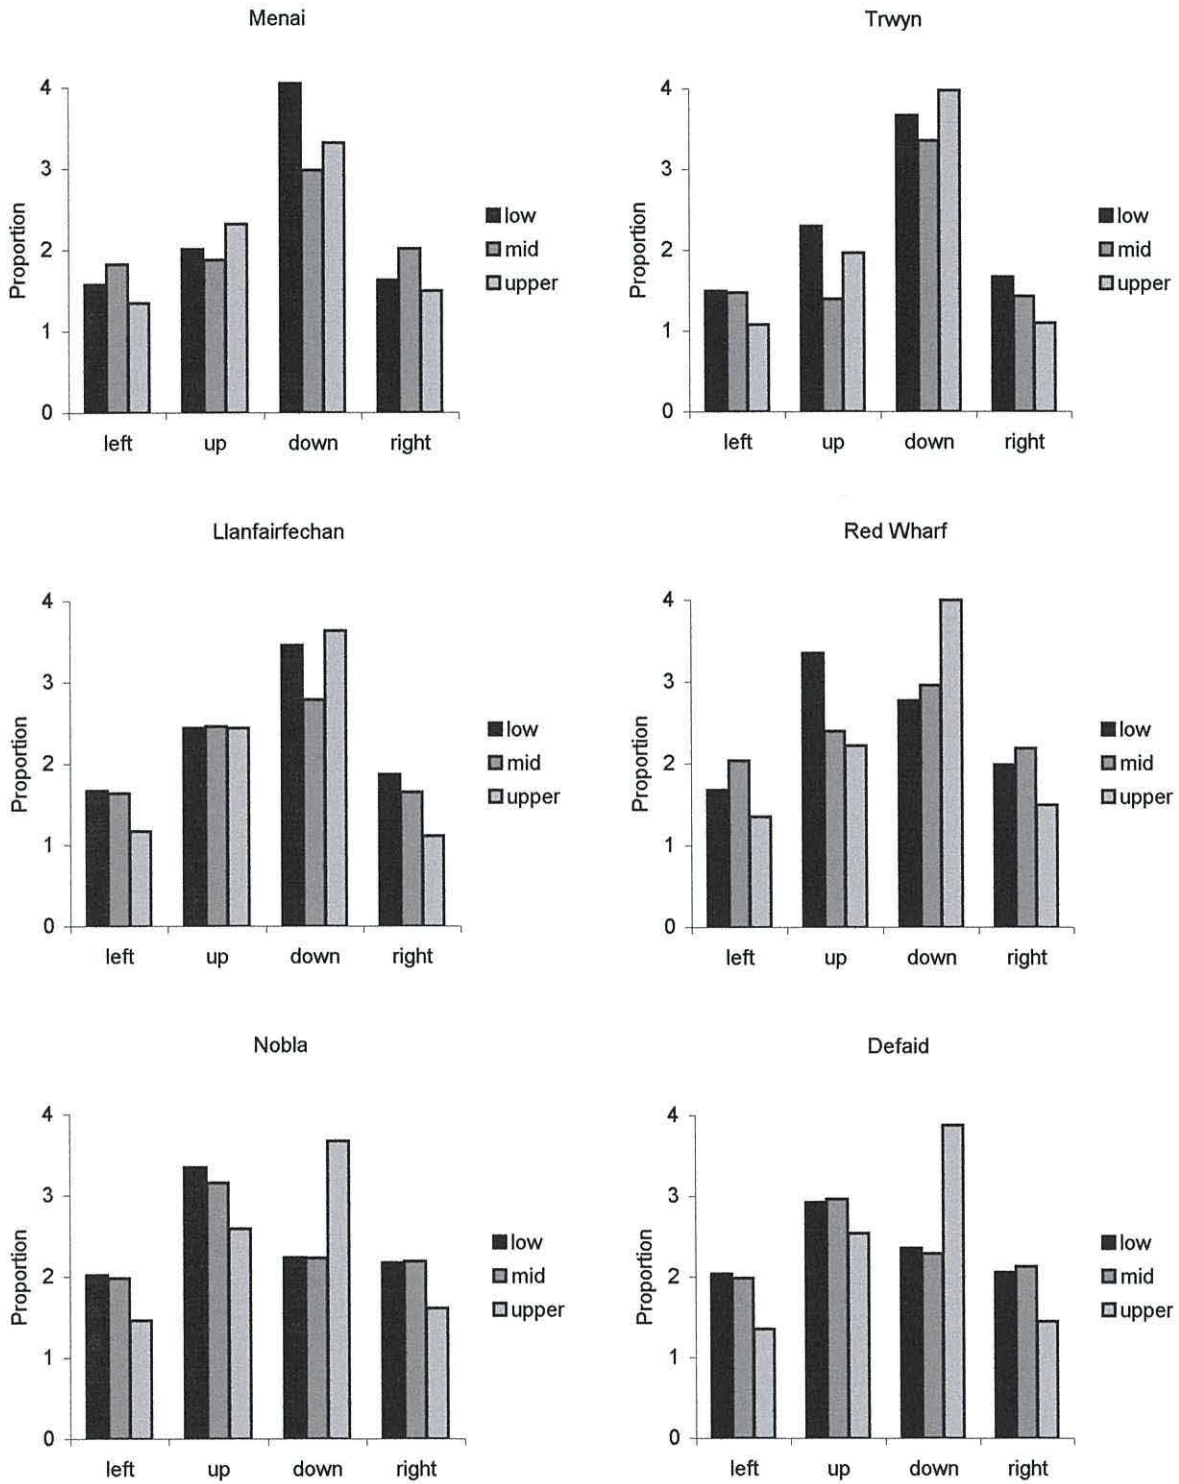 Menai
4
3
2
1
0
Proportion
left up down right
low
mid
upper
Trwyn
4
3
2
1
0
Proportion
left up down right
low
mid
upper
Llanfairfechan
4
3
2
1
0
Proportion
left up down right
low
mid
upper
Red Wharf
4
3
2
1
0
Proportion
left up down right
low
mid
upper
Nobla
4
3
2
1
0
Proportion
left up down right
low
mid
upper
Defaid
4
3
2
1
0
Proportion
left up down right
low
mid
upper